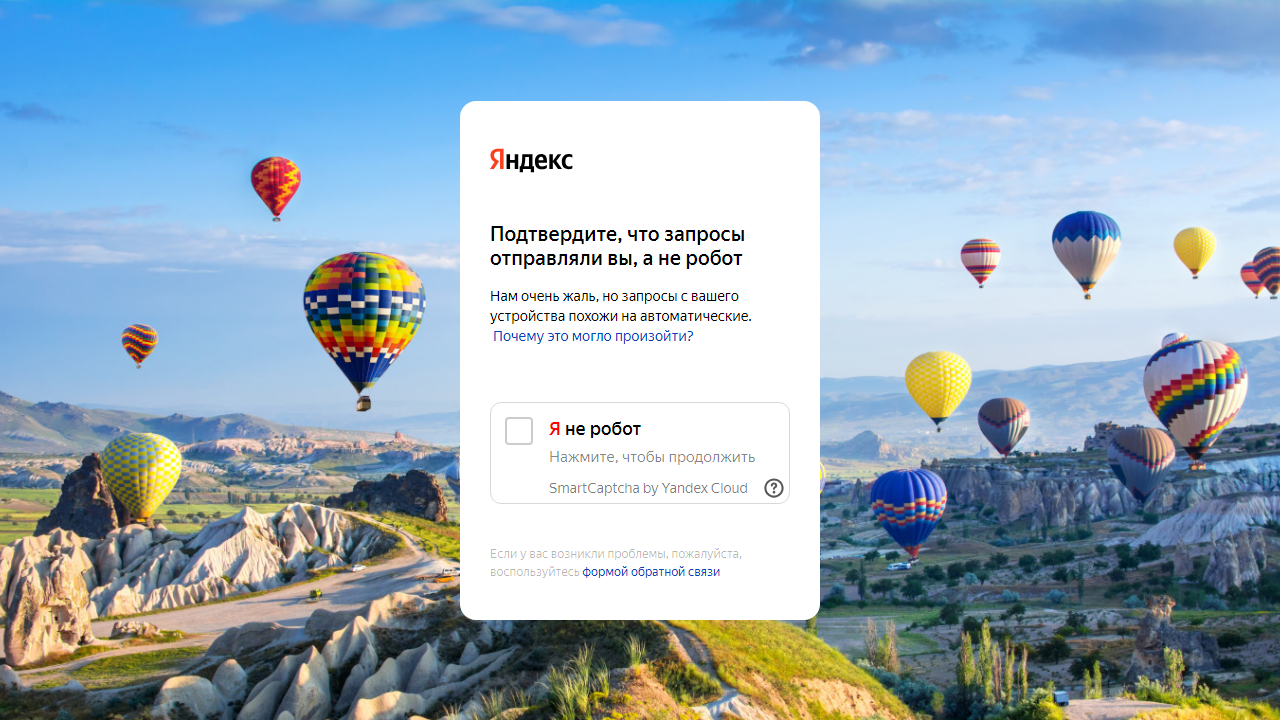 Яндекс
Подтвердите, что запросы
отправляли вы, а не робот
Нам очень жаль, но запросы с вашего
устройства похожи на автоматические.
Почему это могло произойти?
Я не робот
Нажмите, чтобы продолжить
SmartCaptcha by Yandex Cloud
Если у вас возникли проблемы, пожалуйста,
воспользуйтесь формой обратной связи